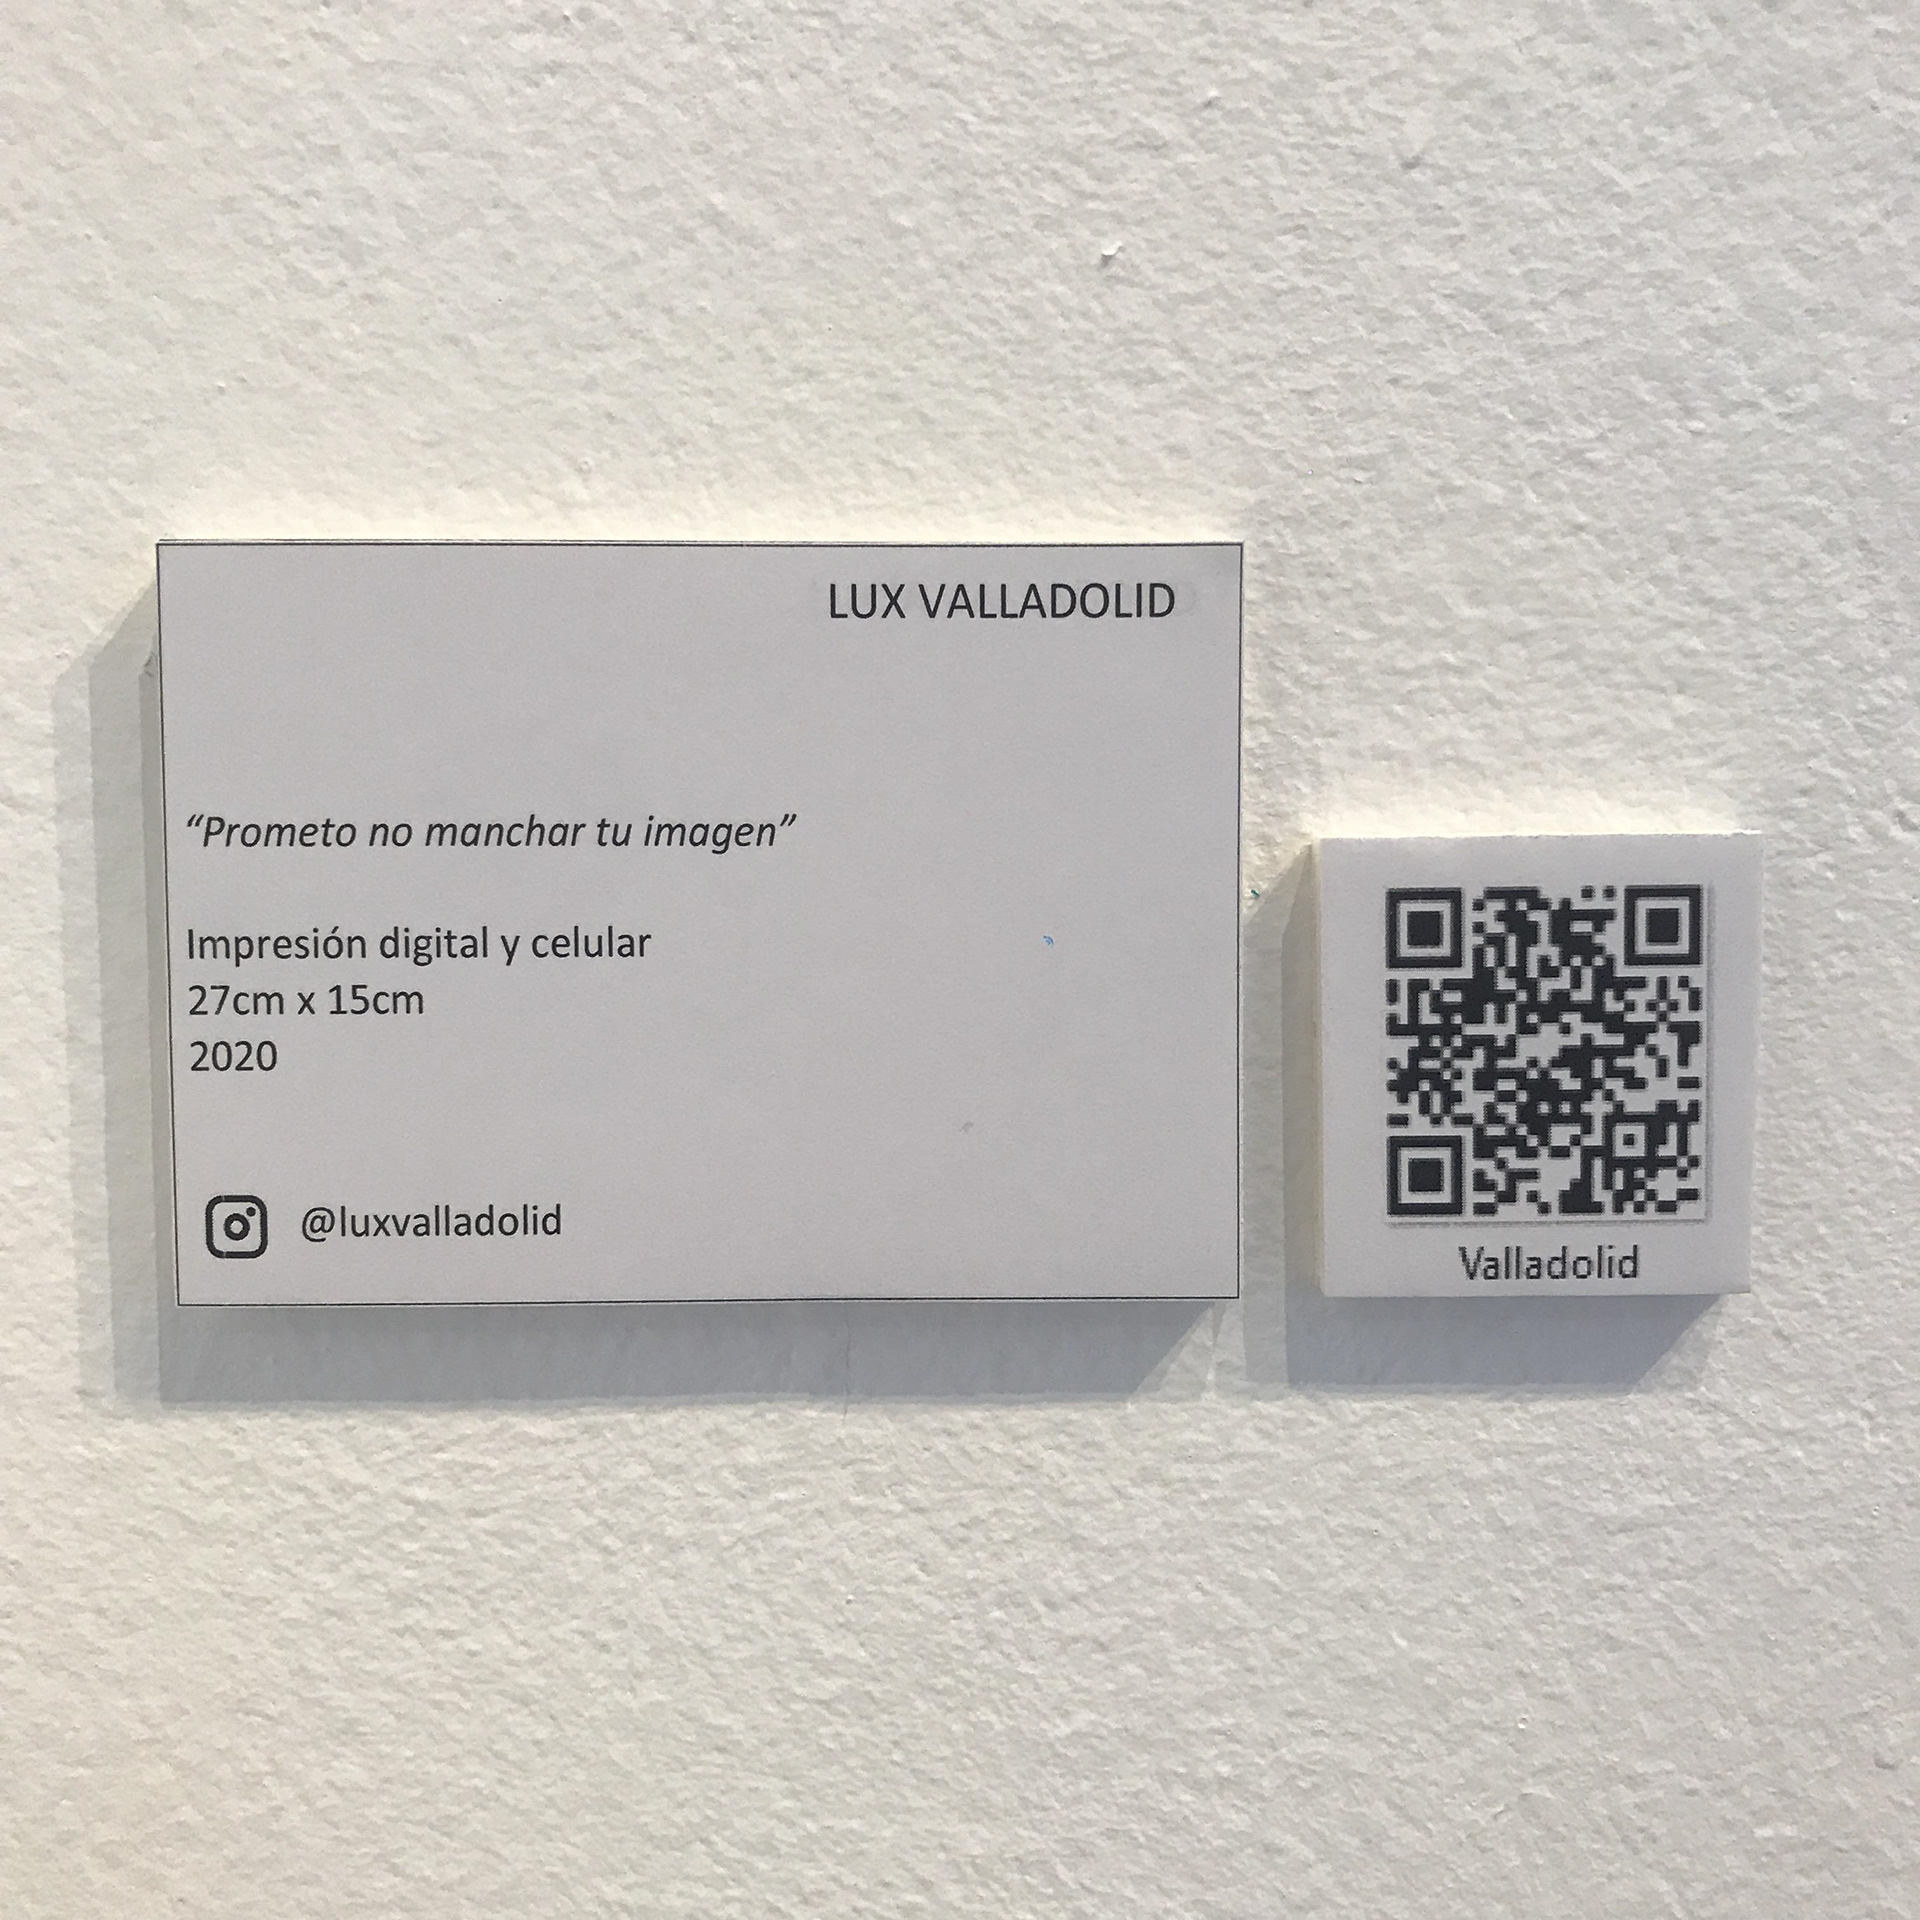 LUX VALLADOLID
“Prometo no manchar tu imagen”
Impresión digital y celular
27cm x 15cm
2020
@luxvalladolid
Valladolid